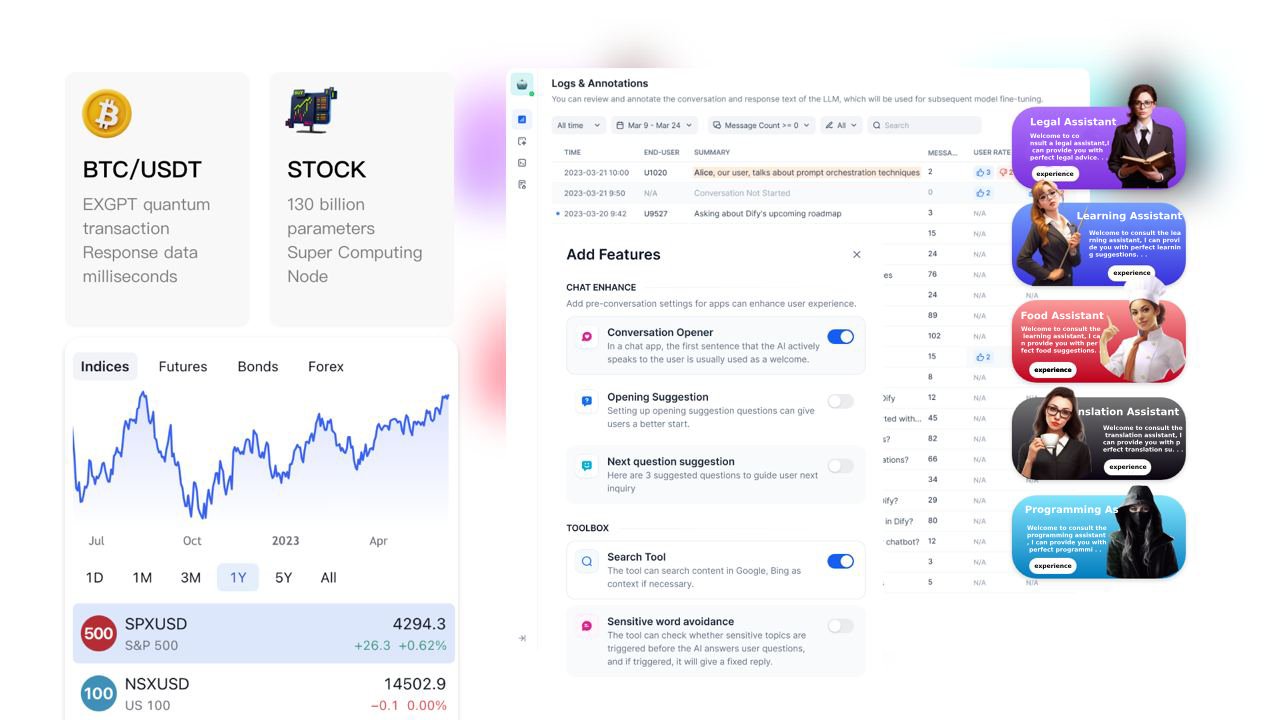 BTC/USDT
EXGPT quantum
transaction
Response data
milliseconds
STOCK
130 billion
parameters
Super Computing
Node
Indices Futures Bonds Forex
Jul Oct 2023 Apr
1D 1M 3M 1Y 5Y All
500 SPXUSD 4294.3
S&P 500 +26.3 +0.62%
100 NSXUSD 14502.9
US 100 −0.1 0.00%
Logs & Annotations
You can review and annotate the conversation and response text of the LLM, which will be used for subsequent model fine-tuning.
All time Mar 9 - Mar 24 Message Count >= 0 All Search
TIME END-USER SUMMARY MESSA... USER RATE
2023-03-21 10:00 U1020 Alice, our user, talks about prompt orchestration techniques 2 3 2
2023-03-21 9:50 N/A Conversation Not Started 0 2
2023-03-20 9:42 U9527 Asking about Dify's upcoming roadmap 3 N/A
15 N/A
24 N/A
es 76 N/A
24 N/A N/A
89 N/A
102 N/A
15 2
8 N/A
Dify 12 N/A
ted with... 45 N/A
s? 82 N/A
ations? 66 N/A
34 N/A N/A
Dify? 29 N/A
in Dify? 80 N/A
chatbot? 12 N/A
3 N/A
5 N/A N/A
Add Features
CHAT ENHANCE
Add pre-conversation settings for apps can enhance user experience.
Conversation Opener
In a chat app, the first sentence that the AI actively
speaks to the user is usually used as a welcome.
Opening Suggestion
Setting up opening suggestion questions can give
users a better start.
Next question suggestion
Here are 3 suggested questions to guide user next
inquiry
TOOLBOX
Search Tool
The tool can search content in Google, Bing as
context if necessary.
Sensitive word avoidance
The tool can check whether sensitive topics are
triggered before the AI answers user questions,
and if triggered, it will give a fixed reply.
Legal Assistant
Welcome to co
nsult a legal assistant,I
can provide you with
perfect legal advice. . .
experience
Learning Assistant
Welcome to consult the lea
rning assistant, I can provi
de you with perfect learnin
g suggestions. . .
experience
Food Assistant
Welcome to consult the
learning assistant, I ca
n provide you with per
fect food suggestions. .
experience
nslation Assistant
Welcome to consult the
translation assistant, I
can provide you with p
erfect translation su. . .
experience
Programming As
Welcome to consult the
programming assistant
, I can provide you with
perfect programmi . .
experience